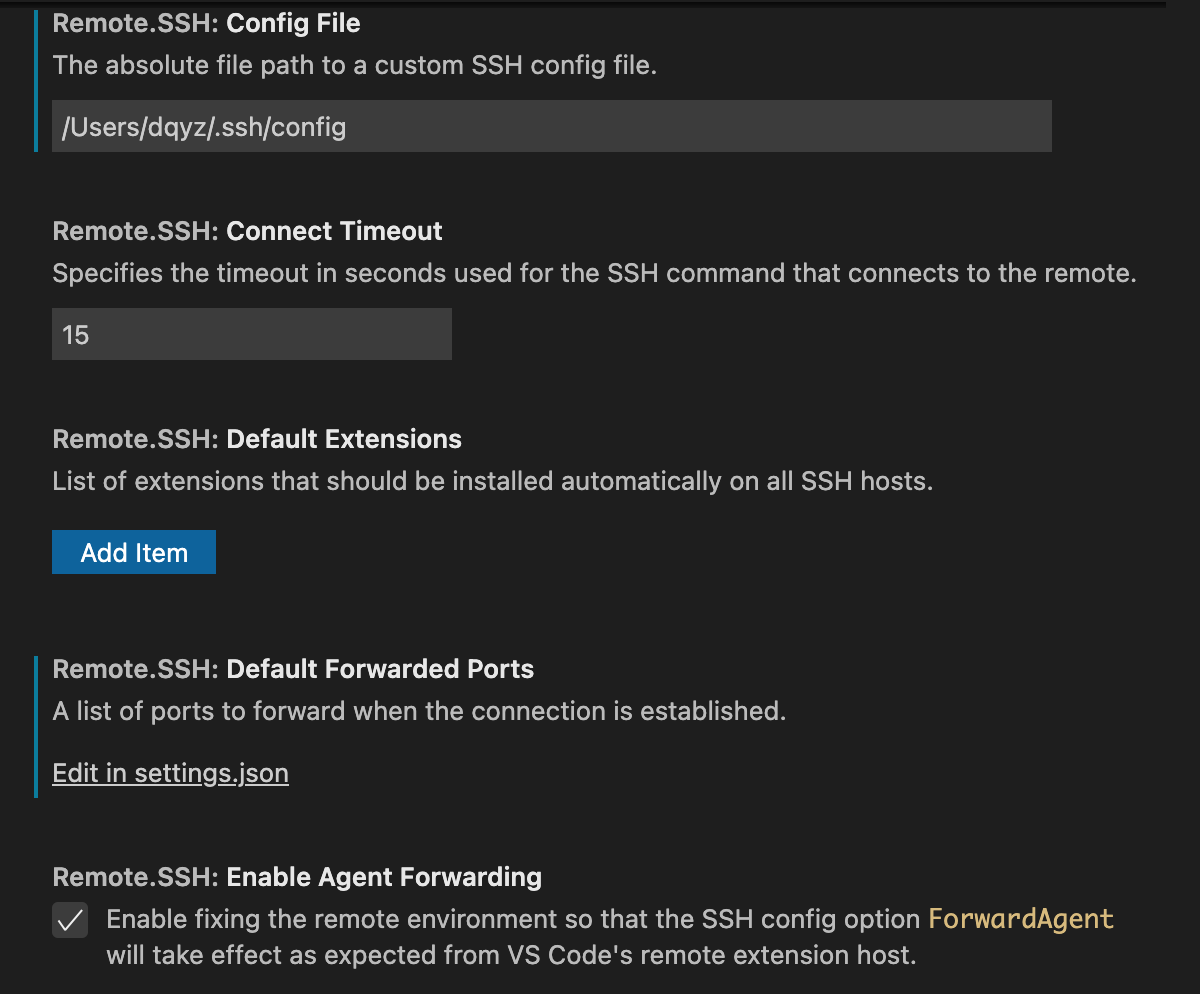 Remote.SSH: Config File
The absolute file path to a custom SSH config file.
/Users/dqyz/.ssh/config
Remote.SSH: Connect Timeout
Specifies the timeout in seconds used for the SSH command that connects to the remote.
15
Remote.SSH: Default Extensions
List of extensions that should be installed automatically on all SSH hosts.
Add Item
Remote.SSH: Default Forwarded Ports
A list of ports to forward when the connection is established.
Edit in settings.json
Remote.SSH: Enable Agent Forwarding
Enable fixing the remote environment so that the SSH config option ForwardAgent
will take effect as expected from VS Code's remote extension host.